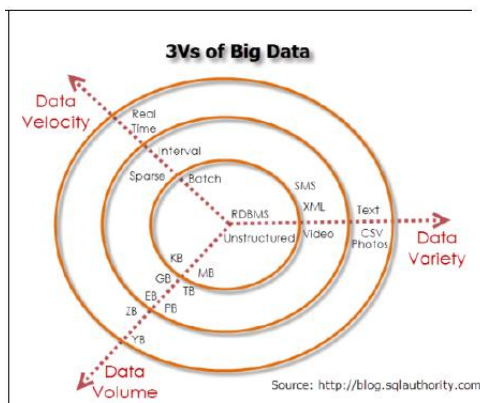 3Vs of Big Data
Data
Velocity
Real
Time
Interval
Sparse
Batch
SMS
RDBMS
XML
Text
Unstructured
Video
CSV
Photos
Data
Variety
KB
MB
GB
TB
EB
PB
ZB
YB
Data
Volume
Source: http://blog.sqlauthority.com